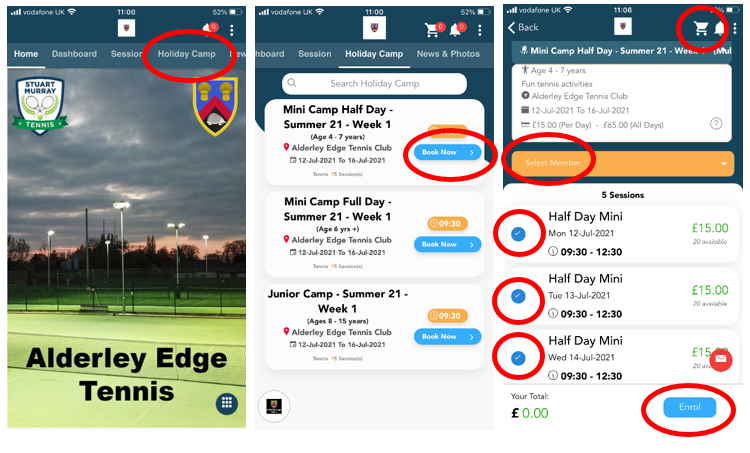 vodafone UK 11:00 52%
0
Home Dashboard Session Holiday Camp
STUART
MURRAY
TENNIS
Alderley Edge
Tennis
vodafone UK 11:00 52%
0 0
hboard Session Holiday Camp News & Photos
Search Holiday Camp
Mini Camp Half Day -
Summer 21 - Week 1
(Age 4 - 7 years)
Alderley Edge Tennis Club
12-Jul-2021 To 16-Jul-2021
Tennis 5 Session(s)
Book Now
Mini Camp Full Day -
Summer 21 - Week 1
(Age 6 yrs +)
Alderley Edge Tennis Club
12-Jul-2021 To 16-Jul-2021
Tennis 5 Session(s)
09:30
Book Now
Junior Camp - Summer 21 -
Week 1
(Ages 8 - 15 years)
Alderley Edge Tennis Club
12-Jul-2021 To 16-Jul-2021
Tennis 5 Session(s)
09:30
Book Now
vodafone UK 11:06 51%
Back
Mini Camp Half Day - Summer 21 - Week 1 (Mul
Age 4 - 7 years
Fun tennis activities
Alderley Edge Tennis Club
12-Jul-2021 To 16-Jul-2021
£15.00 (Per Day) - £65.00 (All Days) ?
Select Member
5 Sessions
Half Day Mini
Mon 12-Jul-2021
09:30 - 12:30
£15.00
20 available
Half Day Mini
Tue 13-Jul-2021
09:30 - 12:30
£15.00
20 available
Half Day Mini
Wed 14-Jul-2021
09:30 - 12:30
£15
20 ava
Your Total:
£ 0.00
Enrol